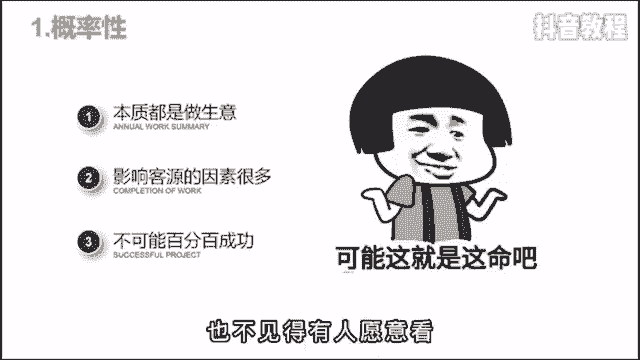 1.概率性
抖音教程
1
本质都是做生意
ANNUAL WORK SUMMARY
2
影响客源的因素很多
COMPLETION OF WORK
3
不可能百分百成功
SUCCESSFUL PROJECT
可能这就是这命吧
也不见得有人愿意看